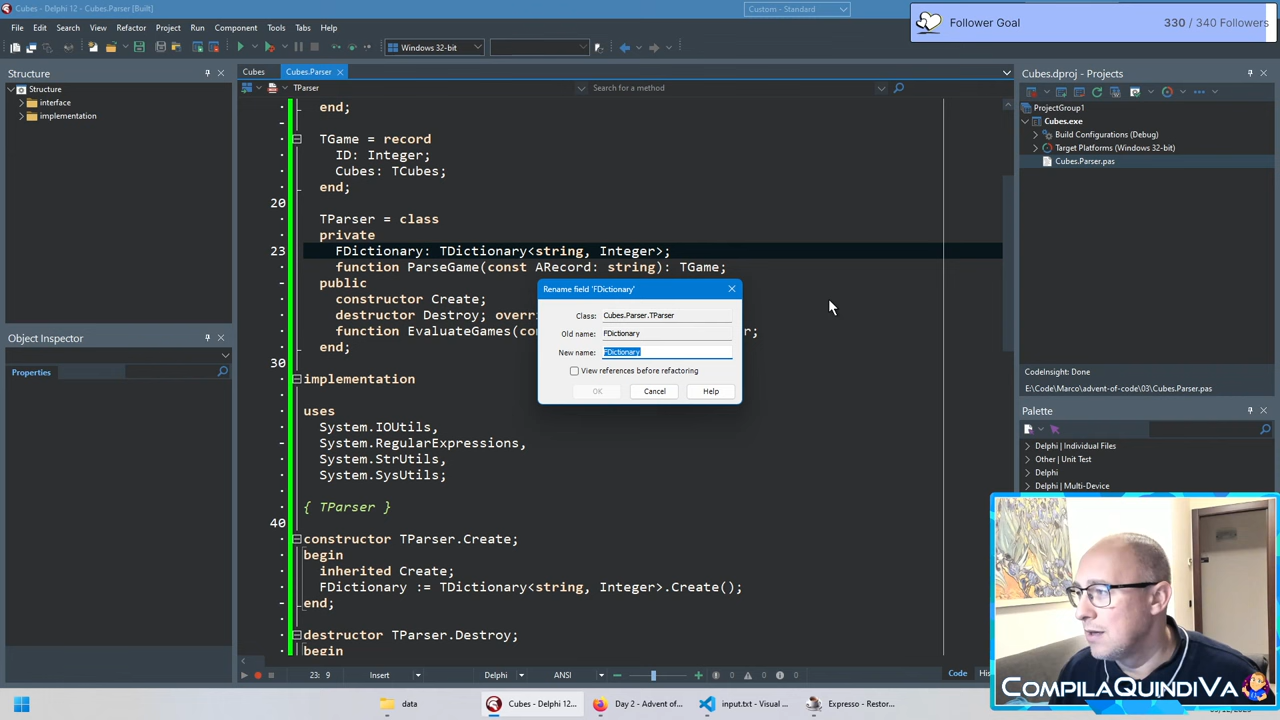 Cubes - Delphi 12 - Cubes.Parser [Built]
Custom - Standard
Follower Goal
330 / 340 Followers
File Edit Search View Refactor Project Run Component Tools Tabs Help
Windows 32-bit
Structure
Cubes
Cubes.Parser
Cubes.dproj - Projects
TParser
Search for a method
Structure
interface
implementation
end;
TGame = record
ID: Integer;
Cubes: TCubes;
end;
20
TParser = class
private
23
FDictionary: TDictionary<string, Integer>;
function ParseGame(const ARecord: string): TGame;
public
constructor Create;
destructor Destroy; overr
function EvaluateGames(co
er;
end;
30
implementation
uses
System.IOUtils,
System.RegularExpressions,
System.StrUtils,
System.SysUtils;
{ TParser }
40
constructor TParser.Create;
begin
inherited Create;
FDictionary := TDictionary<string, Integer>.Create();
end;
destructor TParser.Destroy;
begin
Rename field 'FDictionary'
Class:
Cubes.Parser.TParser
Old name:
FDictionary
New name:
FDictionary
View references before refactoring
OK
Cancel
Help
ProjectGroup1
Cubes.exe
Build Configurations (Debug)
Target Platforms (Windows 32-bit)
Cubes.Parser.pas
Object Inspector
Properties
CodeInsight: Done
E:\Code\Marco\advent-of-code\03\Cubes.Parser.pas
Palette
Delphi | Individual Files
Other | Unit Test
Delphi
Delphi | Multi-Device
23: 9
Insert
Delphi
ANSI
0
0
0
Code
COMPILAQUINDIVA
data
Cubes - Delphi 12...
Day 2 - Advent of...
input.txt - Visual ...
Expresso - Restor...